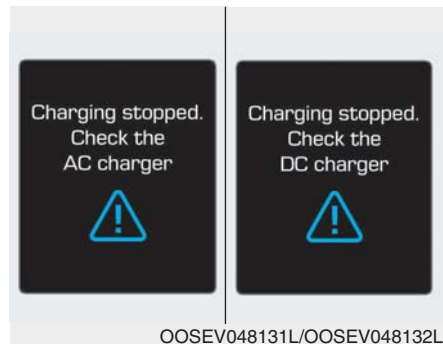 Charging stopped.
Check the
AC charger
Charging stopped.
Check the
DC charger
OOSEV048131L/OOSEV048132L